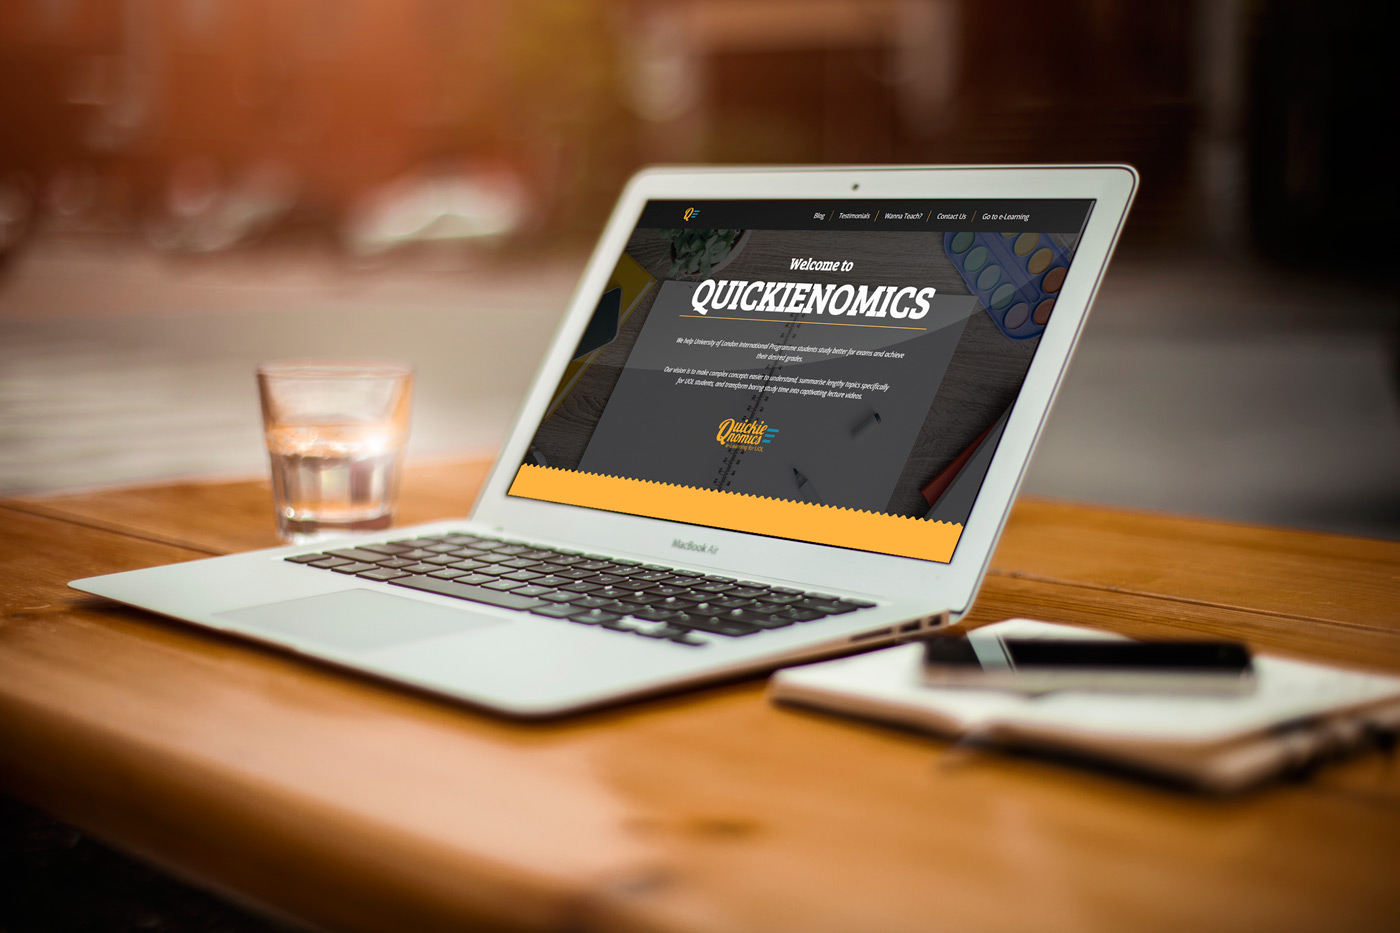 Q
Blog Testimonials Wanna Teach? Contact Us Go to e-Learning
Welcome to
QUICKIENOMICS
We help University of London International Programme students study better for exams and achieve
their desired grades.
Our vision is to make complex concepts easier to understand, summarise lengthy topics specifically
for UOL students, and transform boring study time into captivating lecture videos.
Quickie
nomics
e-Learning for UOL
MacBook Air